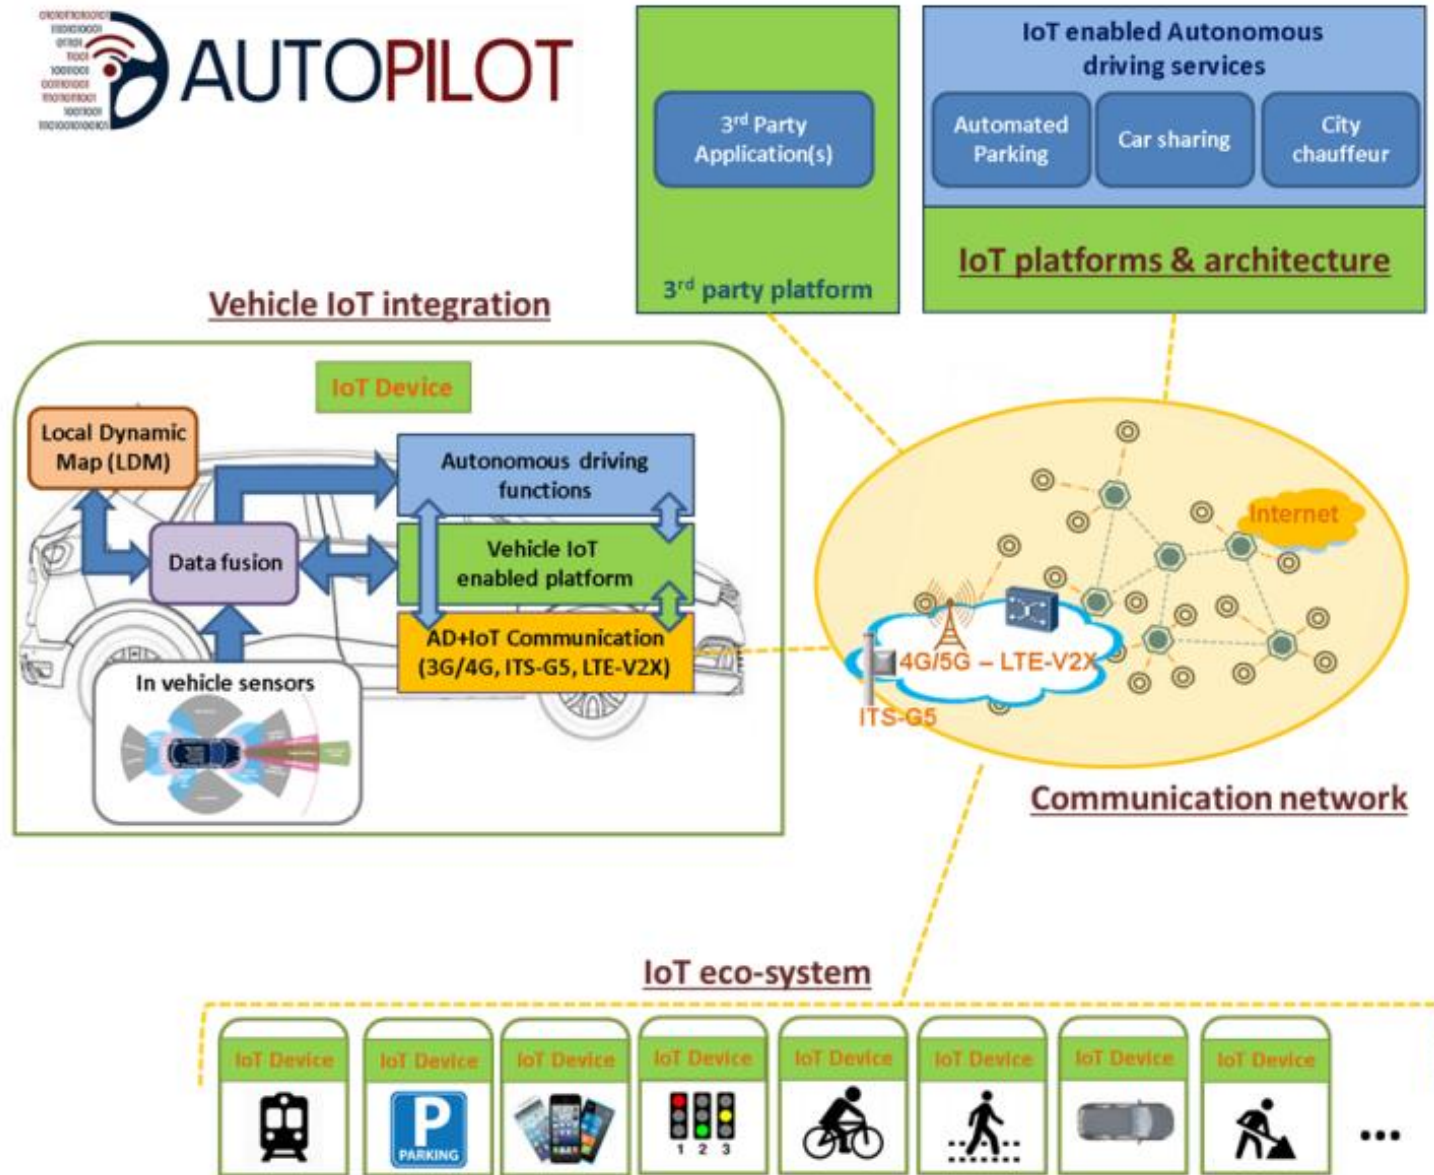 AUTOPILOT
3rd Party
Application(s)
3rd party platform
IoT enabled Autonomous
driving services
Automated
Parking
Car sharing
City
chauffeur
IoT platforms & architecture
Vehicle IoT integration
IoT Device
Local Dynamic
Map (LDM)
Autonomous driving
functions
Data fusion
Vehicle IoT
enabled platform
AD+IoT Communication
(3G/4G, ITS-G5, LTE-V2X)
In vehicle sensors
Internet
4G/5G – LTE-V2X
ITS-G5
Communication network
IoT eco-system
IoT Device
IoT Device
IoT Device
IoT Device
IoT Device
IoT Device
IoT Device
IoT Device
P
PARKING
1 2 3
...